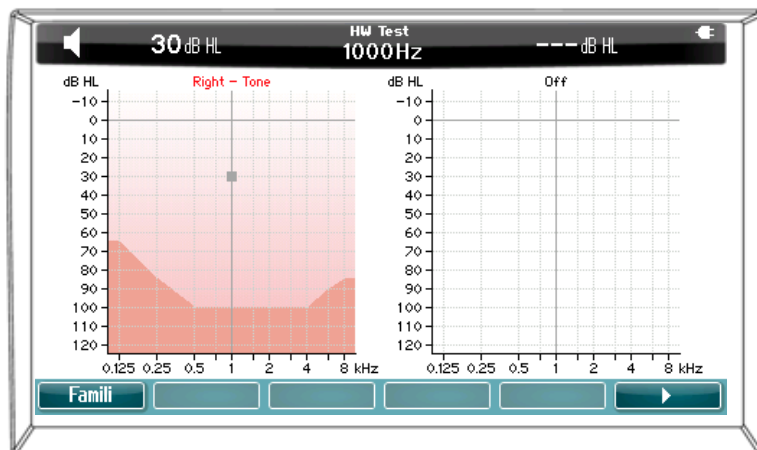 HW Test
30 dB HL 1000Hz --- dB HL
dB HL Right - Tone dB HL Off
-10 -10
0 0
10 10
20 20
30 30
40 40
50 50
60 60
70 70
80 80
90 90
100 100
110 110
120 120
0.125 0.25 0.5 1 2 4 8 kHz 0.125 0.25 0.5 1 2 4 8 kHz
Famili